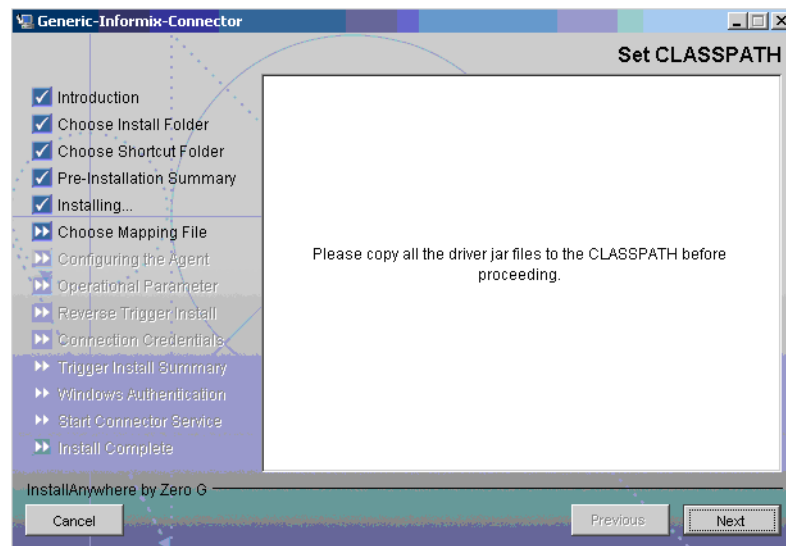 Generic-Informix-Connector
Set CLASSPATH
Introduction
Choose Install Folder
Choose Shortcut Folder
Pre-Installation Summary
Installing...
Choose Mapping File
Configuring the Agent
Operational Parameter
Reverse Trigger Install
Connection Credentials
Trigger Install Summary
Windows Authentication
Start Connector Service
Install Complete
Please copy all the driver jar files to the CLASSPATH before
proceeding.
InstallAnywhere by Zero G
Cancel
Previous
Next